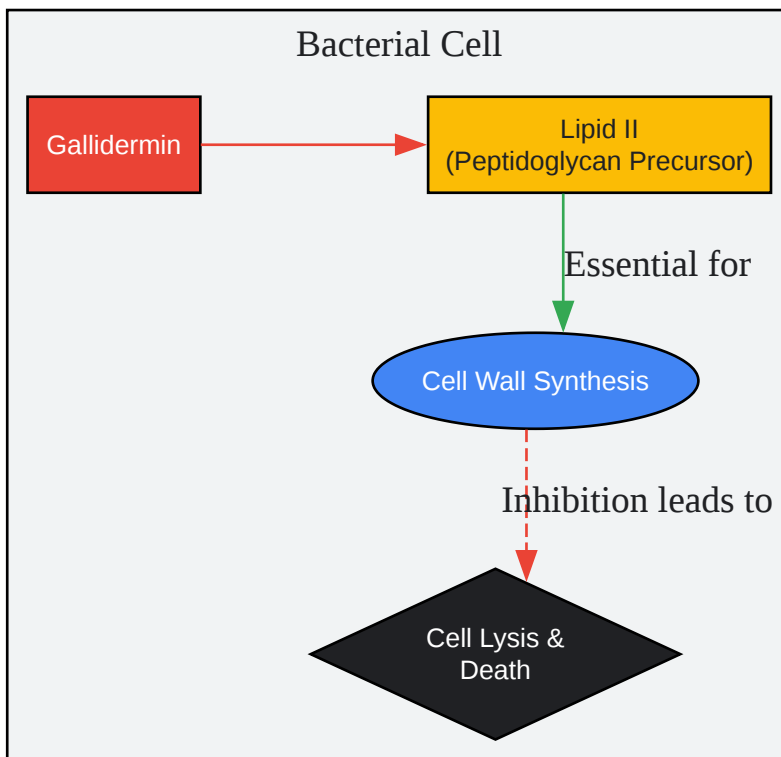 Bacterial Cell
Gallidermin
Lipid II
(Peptidoglycan Precursor)
Essential for
Cell Wall Synthesis
Inhibition leads to
Cell Lysis &
Death